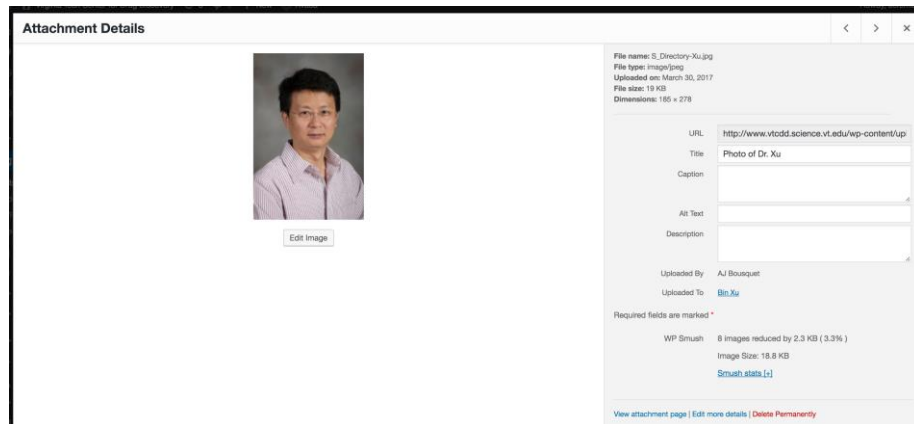 Attachment Details
File name: S_Directory-Xu.jpg
File type: image/jpeg
Uploaded on: March 30, 2017
File size: 19 KB
Dimensions: 185 × 278
URL http://www.vtcdd.science.vt.edu/wp-content/upl
Title Photo of Dr. Xu
Caption
Alt Text
Edit Image
Description
Uploaded By AJ Bousquet
Uploaded To Bin Xu
Required fields are marked *
WP Smush 8 images reduced by 2.3 KB ( 3.3% )
Image Size: 18.8 KB
Smush stats [+]
View attachment page | Edit more details | Delete Permanently